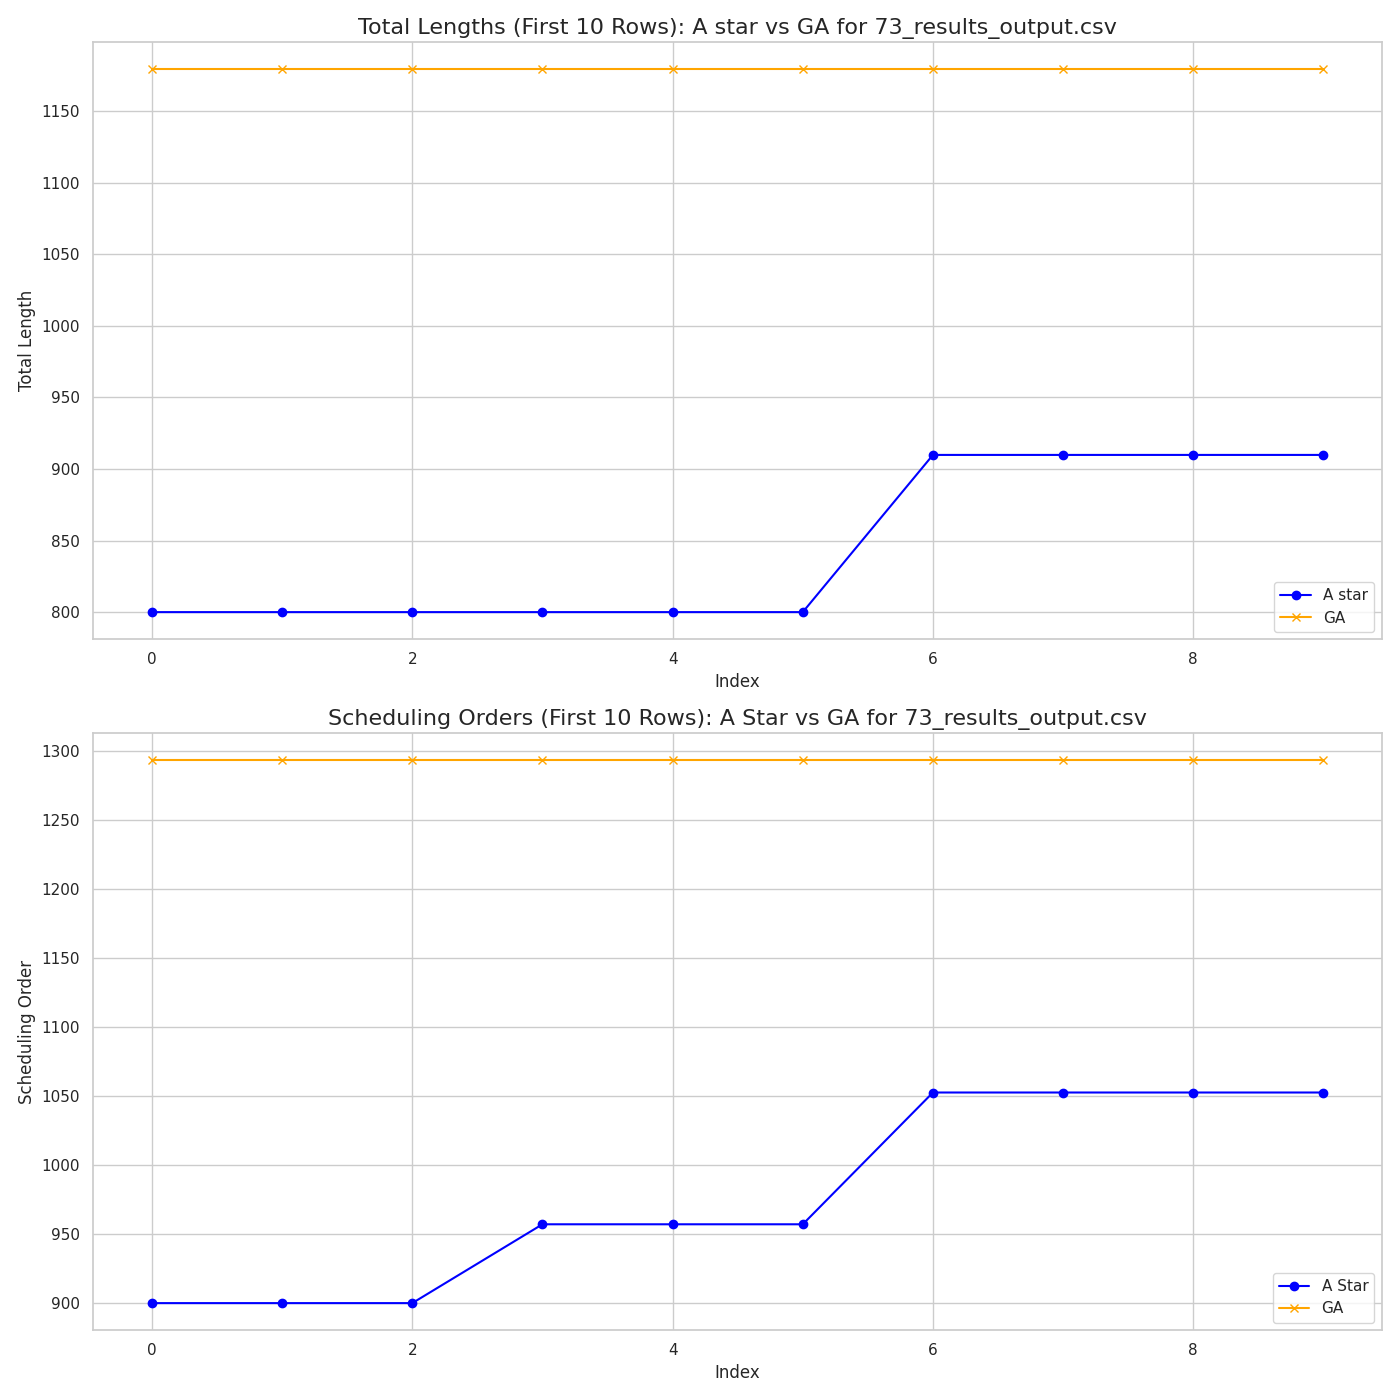 Total Lengths (First 10 Rows): A star vs GA for 73_results_output.csv
Total Length
1150
1100
1050
1000
950
900
850
800
A star
GA
0 2 4 6 8
Index
Scheduling Orders (First 10 Rows): A Star vs GA for 73_results_output.csv
Scheduling Order
1300
1250
1200
1150
1100
1050
1000
950
900
A Star
GA
0 2 4 6 8
Index